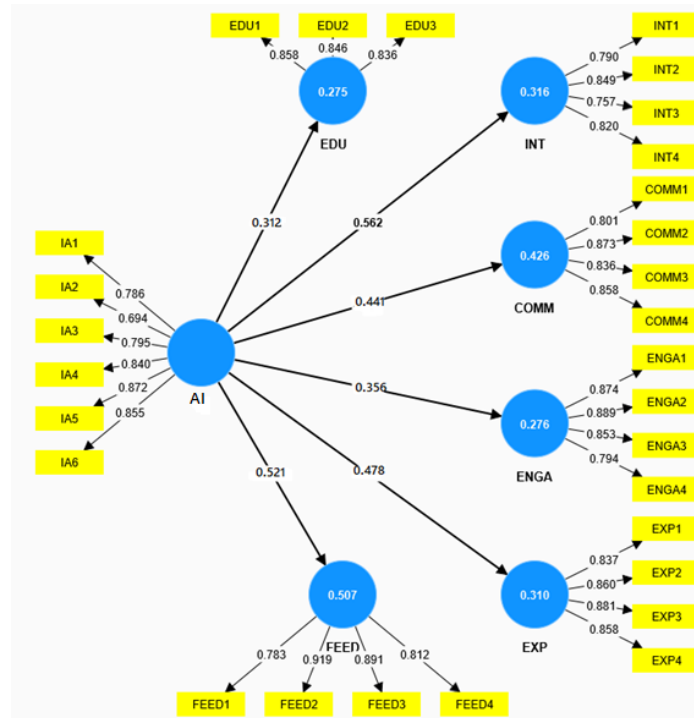 EDU1
EDU2
EDU3
0.858
0.846
0.836
0.275
EDU
INT1
INT2
INT3
INT4
0.790
0.849
0.757
0.820
0.316
INT
0.312
0.562
COMM1
COMM2
COMM3
COMM4
0.801
0.873
0.836
0.858
0.426
COMM
0.441
IA1
IA2
IA3
IA4
IA5
IA6
0.786
0.694
0.795
0.840
0.872
0.855
AI
0.356
ENGA1
ENGA2
ENGA3
ENGA4
0.874
0.889
0.853
0.794
0.276
ENGA
0.521
0.478
EXP1
EXP2
EXP3
EXP4
0.837
0.860
0.881
0.858
0.310
EXP
0.507
FEED
0.783
0.919
0.891
0.812
FEED1
FEED2
FEED3
FEED4